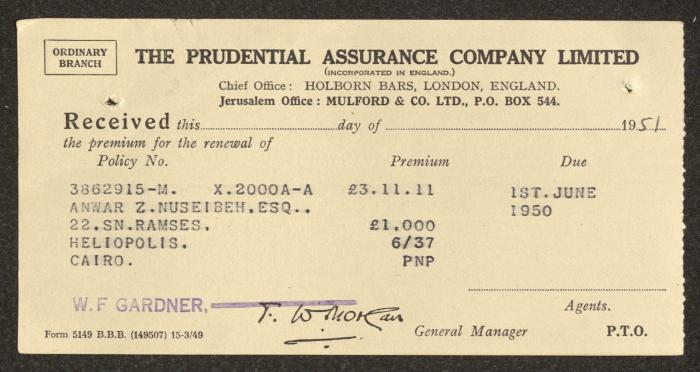 ORDINARY BRANCH
THE PRUDENTIAL ASSURANCE COMPANY LIMITED
(INCORPORATED IN ENGLAND.)
Chief Office: HOLBORN BARS, LONDON, ENGLAND.
Jerusalem Office: MULFORD & CO. LTD., P.O. BOX 544.
Received this day of 1951
the premium for the renewal of
Policy No. Premium Due
3862915-M. X.2000A-A £3.11.11 1ST.JUNE
ANWAR Z.NUSEIBEH.ESQ.. 1950
22.SN.RAMSES. £1.000
HELIOPOLIS. 6/37
CAIRO. PNP
W.F GARDNER,
Agents.
Form 5149 B.B.B. (149507) 15-3/49 General Manager P.T.O.